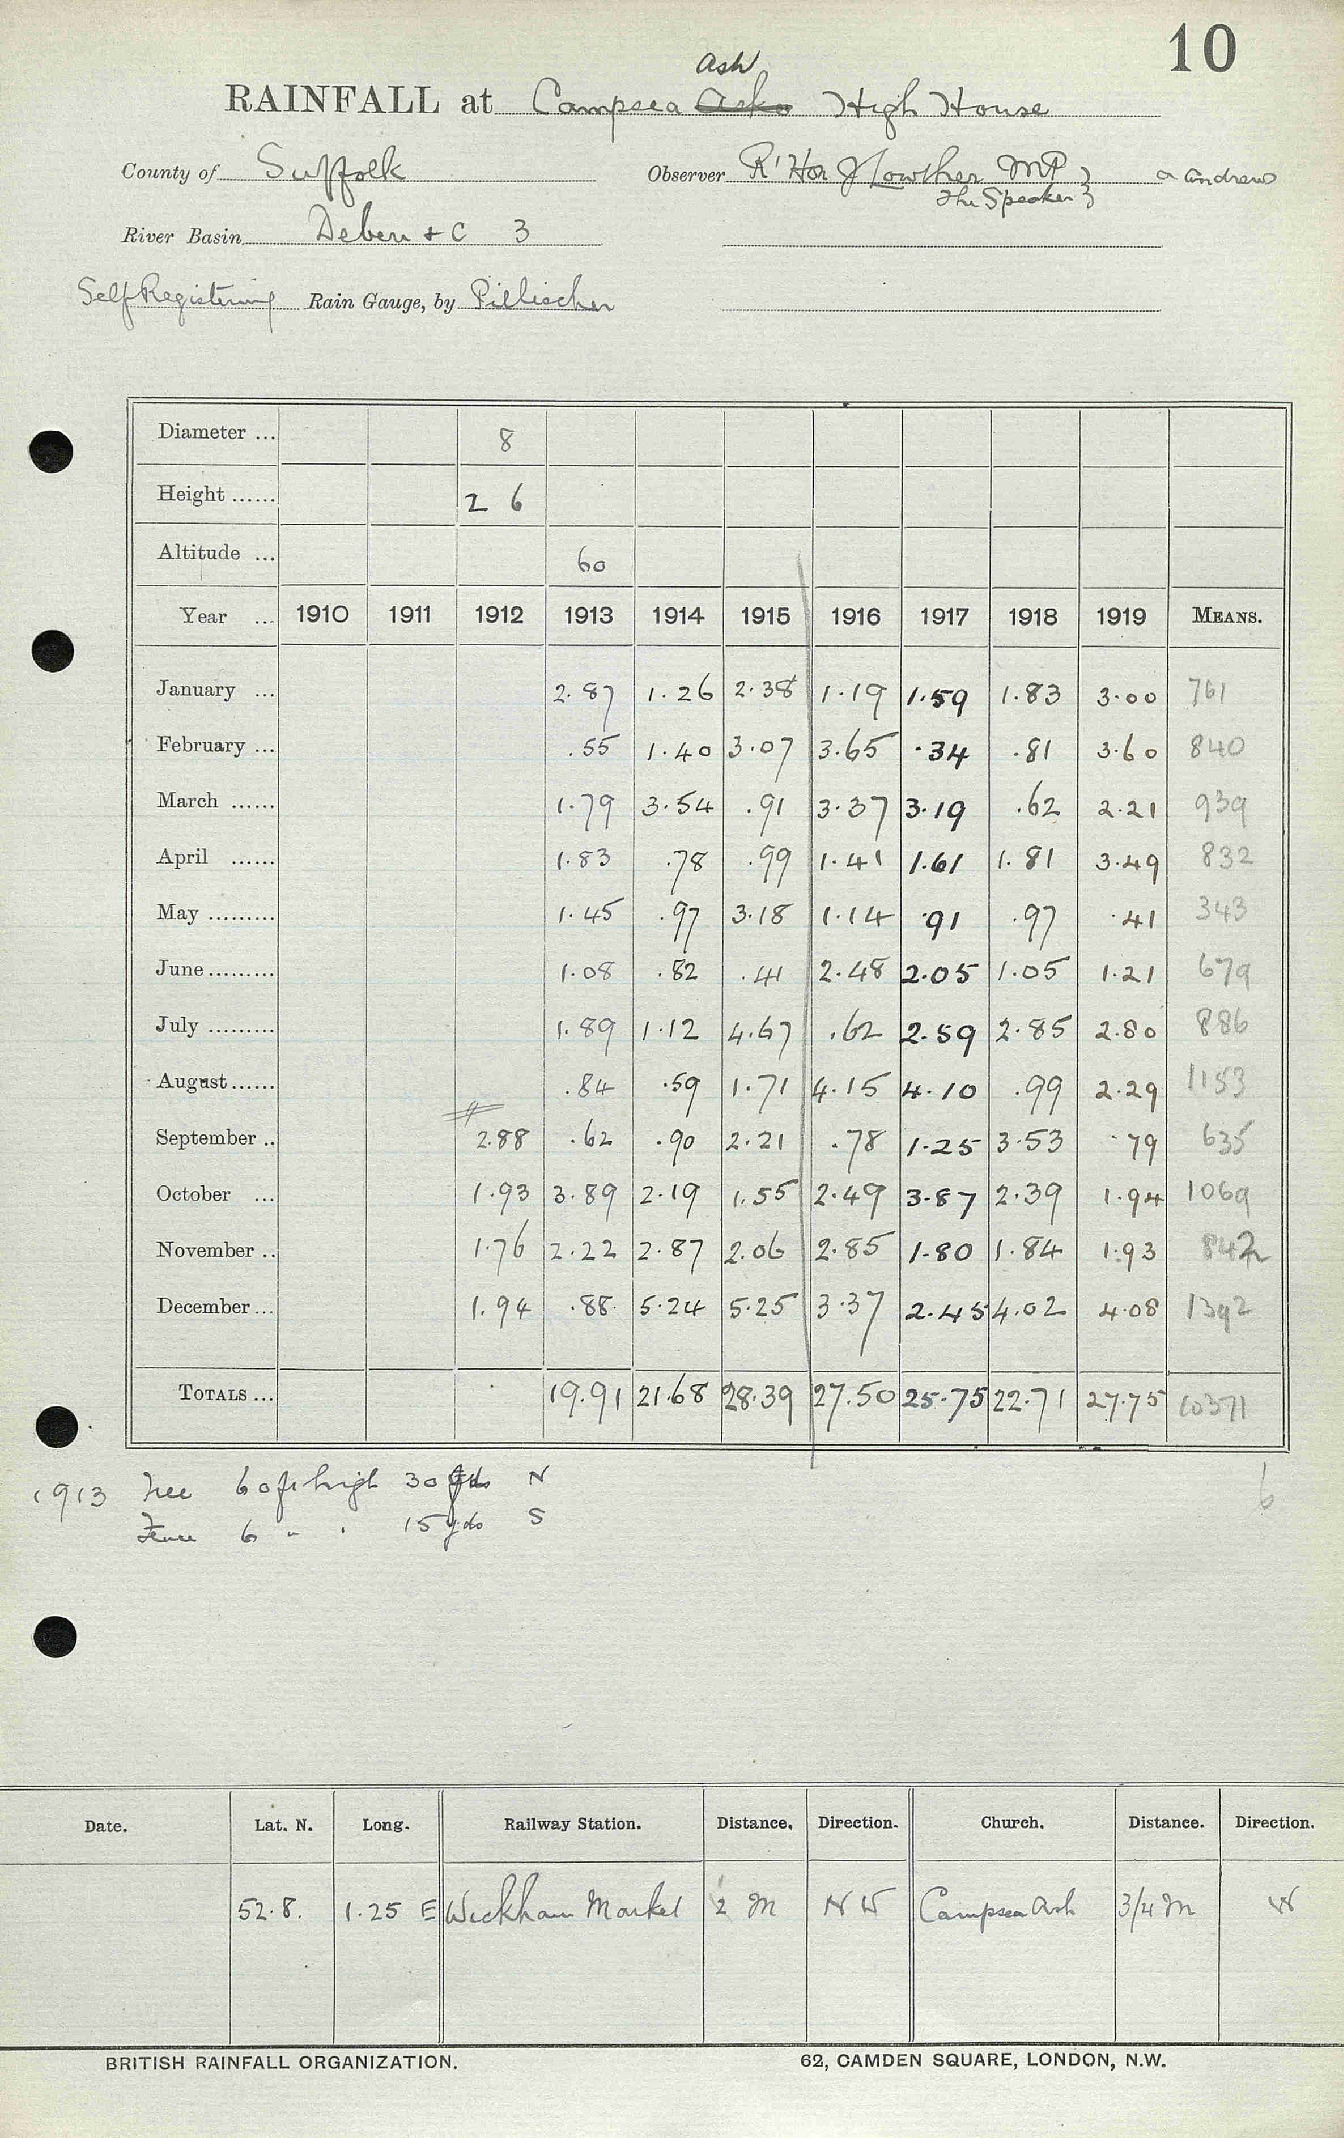 10
Ash
RAINFALL at Campsea Ashe High House
County of Suffolk Observer Rt Hon J Lowther MP a Andrews
The Speaker
River Basin Deben & C 3
Self Registering Rain Gauge, by Pillischer
Diameter ... 8
Height ...... 2 6
Altitude ... 60
Year ... 1910 1911 1912 1913 1914 1915 1916 1917 1918 1919 MEANS.
January ... 2.87 1.26 2.38 1.19 1.59 1.83 3.00 761
February ... .55 1.40 3.07 3.65 .34 .81 3.60 840
March ...... 1.79 3.54 .91 3.37 3.19 .62 2.21 939
April ...... 1.83 .78 .99 1.41 1.61 1.81 3.49 832
May ......... 1.45 .97 3.18 1.14 .91 .97 .41 343
June ......... 1.08 .82 .41 2.48 2.05 1.05 1.21 679
July ......... 1.89 1.12 4.67 .62 2.59 2.85 2.80 886
August ...... .84 .59 1.71 4.15 4.10 .99 2.29 1153
September .. 2.88 .62 .90 2.21 .78 1.25 3.53 .79 635
October ... 1.93 3.89 2.19 1.55 2.49 3.87 2.39 1.94 1069
November .. 1.76 2.22 2.87 2.06 2.85 1.80 1.84 1.93 842
December ... 1.94 .88 5.24 5.25 3.37 2.45 4.02 4.08 1392
TOTALS ... 19.91 21.68 28.39 27.50 25.75 22.71 27.75 10371
1913 Tree 60 ft high 30 yds N
Fence 6 " " 15 yds S
6
Date. Lat. N. Long. Railway Station. Distance. Direction. Church. Distance. Direction.
52.8. 1.25 E Wickham Market ½ M NW Campsea Ash 3/4 m W
BRITISH RAINFALL ORGANIZATION. 62, CAMDEN SQUARE, LONDON, N.W.